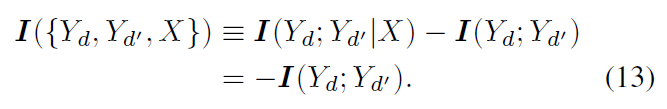 I({Y_d, Y_{d′}, X}) ≡ I(Y_d; Y_{d′}|X) − I(Y_d; Y_{d′})
= −I(Y_d; Y_{d′}). (13)